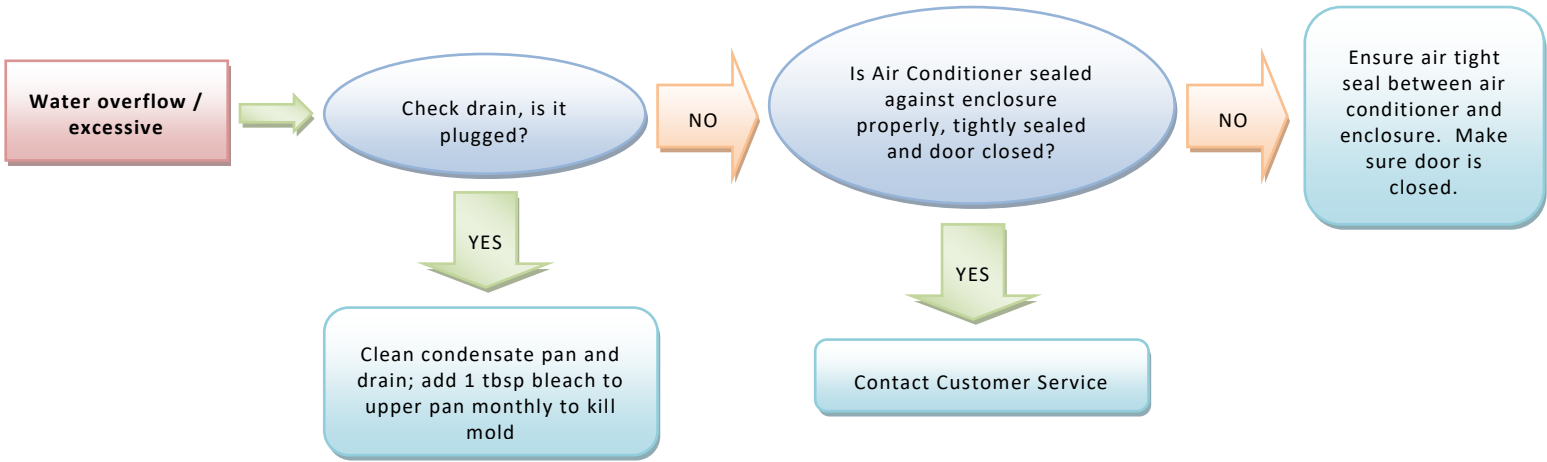 Water overflow /
excessive
Check drain, is it
plugged?
NO
Is Air Conditioner sealed
against enclosure
properly, tightly sealed
and door closed?
NO
Ensure air tight
seal between air
conditioner and
enclosure. Make
sure door is
closed.
YES
YES
Clean condensate pan and
drain; add 1 tbsp bleach to
upper pan monthly to kill
mold
Contact Customer Service